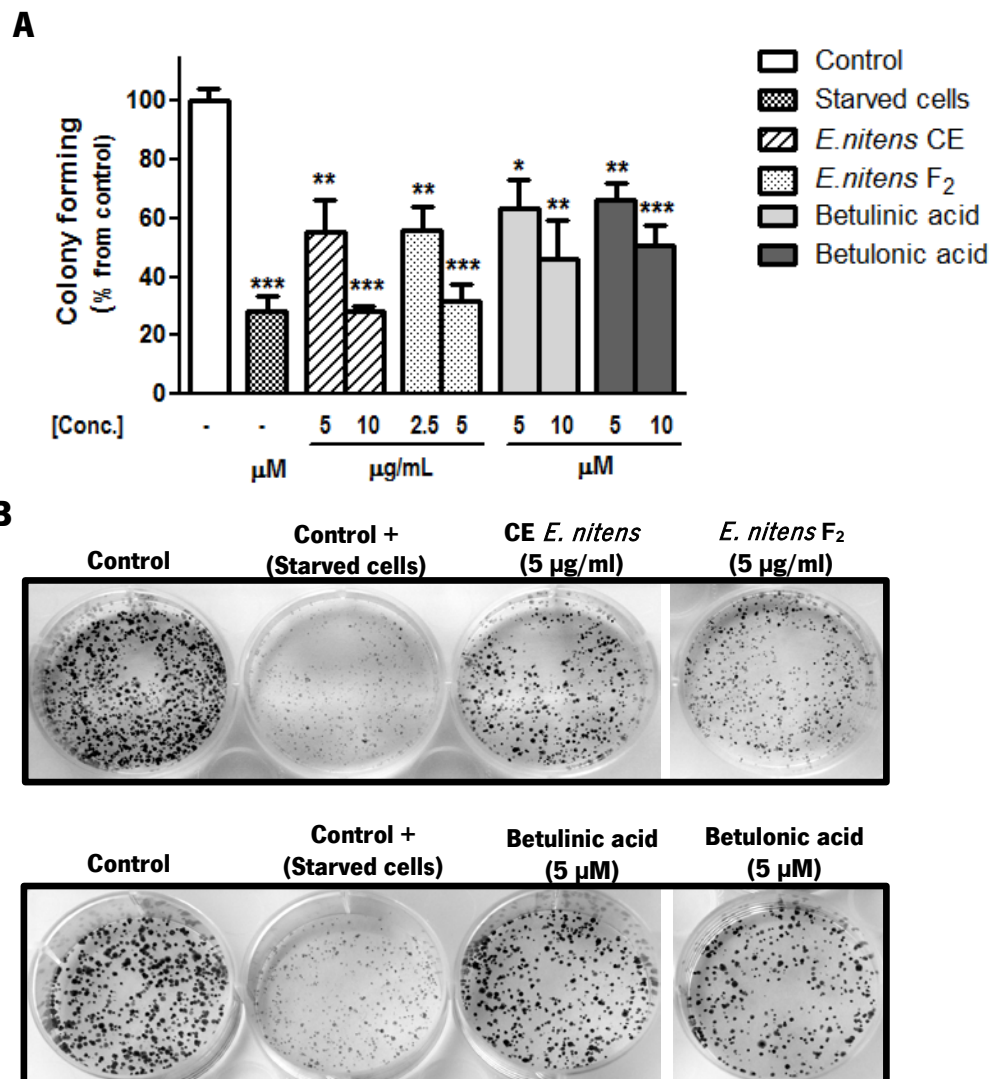 A
Colony forming
(% from control)
100
80
60
40
20
0
**
***
***
**
***
*
**
**
***
Control
Starved cells
E.nitens CE
E.nitens F2
Betulinic acid
Betulonic acid
[Conc.] - - 5 10 2.5 5 5 10 5 10
μM μg/mL μM
B
Control
Control +
(Starved cells)
CE E. nitens
(5 μg/ml)
E. nitens F2
(5 μg/ml)
Control
Control +
(Starved cells)
Betulinic acid
(5 μM)
Betulonic acid
(5 μM)